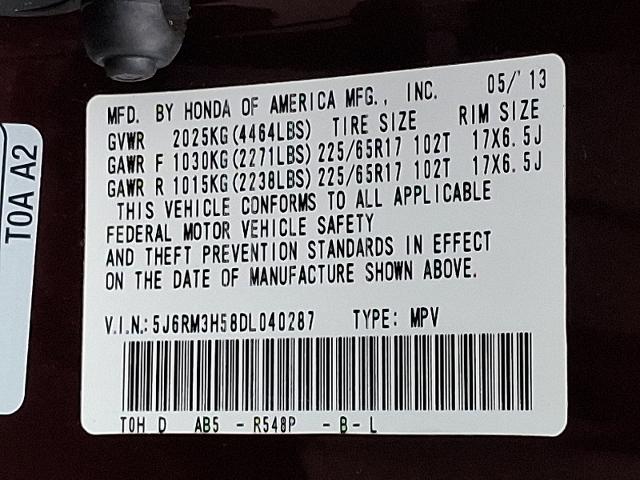 MFD. BY HONDA OF AMERICA MFG., INC. 05/'13
GVWR 2025KG(4464LBS) TIRE SIZE RIM SIZE
GAWR F 1030KG(2271LBS) 225/65R17 102T 17X6.5J
GAWR R 1015KG(2238LBS) 225/65R17 102T 17X6.5J
THIS VEHICLE CONFORMS TO ALL APPLICABLE
FEDERAL MOTOR VEHICLE SAFETY
AND THEFT PREVENTION STANDARDS IN EFFECT
ON THE DATE OF MANUFACTURE SHOWN ABOVE.
V.I.N.: 5J6RM3H58DL040287 TYPE: MPV
T0H D AB5 - R548P - B - L
T0A A2